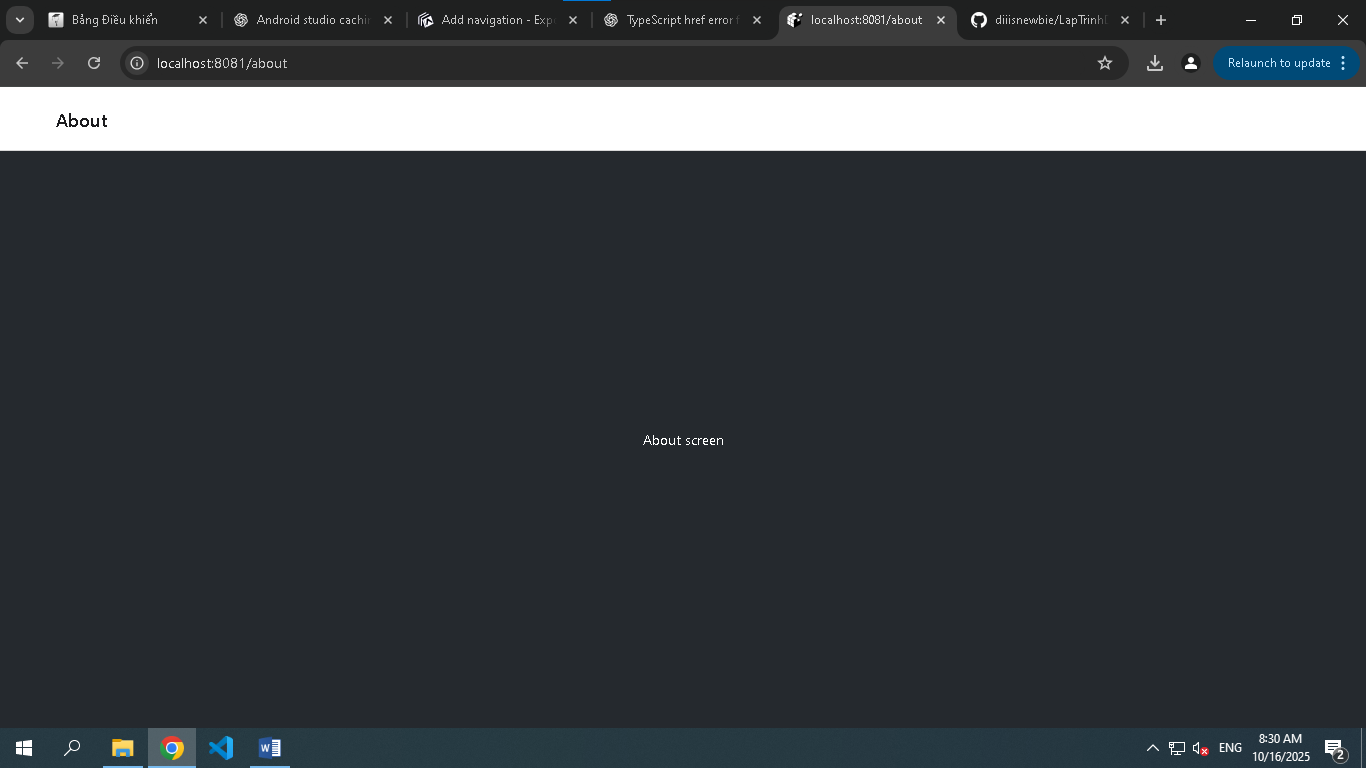 Bảng Điều khiển
Android studio cachin
Add navigation - Exp
TypeScript href error f
localhost:8081/about
diiisnewbie/LapTrinh
localhost:8081/about
Relaunch to update
About
About screen
ENG
8:30 AM
10/16/2025
2